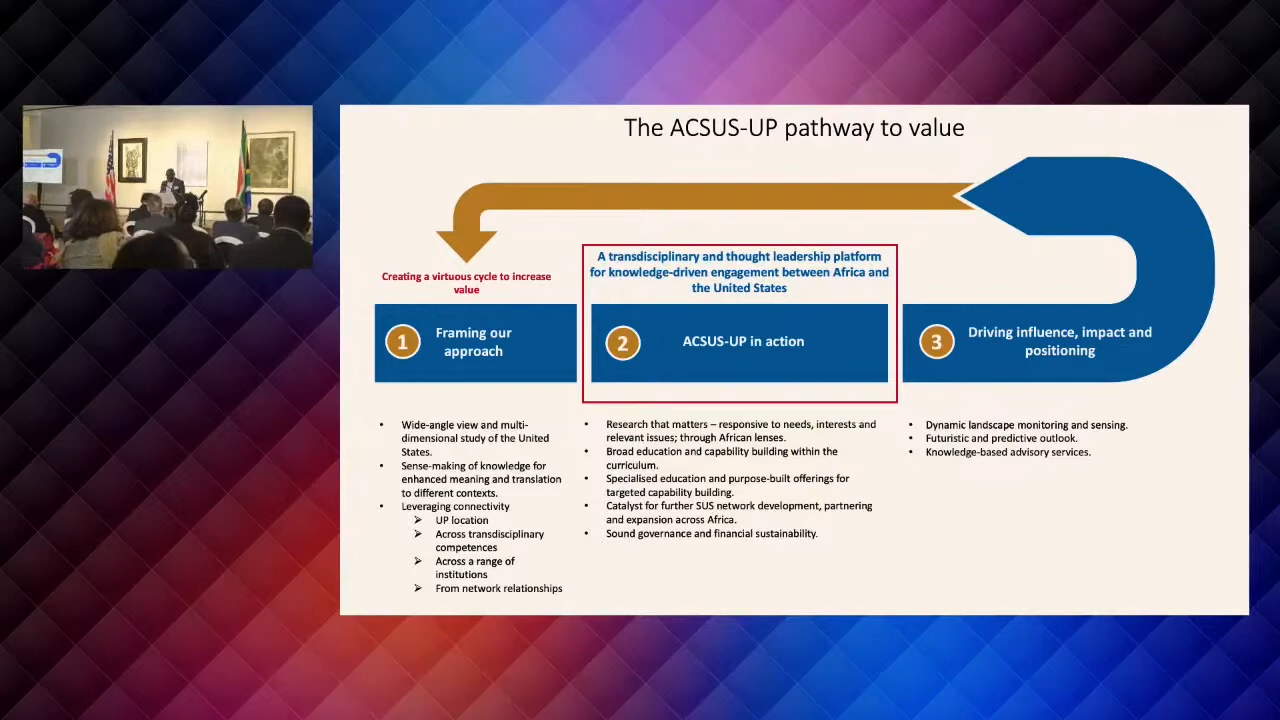 The ACSUS-UP pathway to value
Creating a virtuous cycle to increase
value
A transdisciplinary and thought leadership platform
for knowledge-driven engagement between Africa and
the United States
1
Framing our
approach
2
ACSUS-UP in action
3
Driving influence, impact and
positioning
• Wide-angle view and multi-
dimensional study of the United
States.
• Sense-making of knowledge for
enhanced meaning and translation
to different contexts.
• Leveraging connectivity
➢ UP location
➢ Across transdisciplinary
competences
➢ Across a range of
institutions
➢ From network relationships
• Research that matters – responsive to needs, interests and
relevant issues; through African lenses.
• Broad education and capability building within the
curriculum.
• Specialised education and purpose-built offerings for
targeted capability building.
• Catalyst for further SUS network development, partnering
and expansion across Africa.
• Sound governance and financial sustainability.
• Dynamic landscape monitoring and sensing.
• Futuristic and predictive outlook.
• Knowledge-based advisory services.